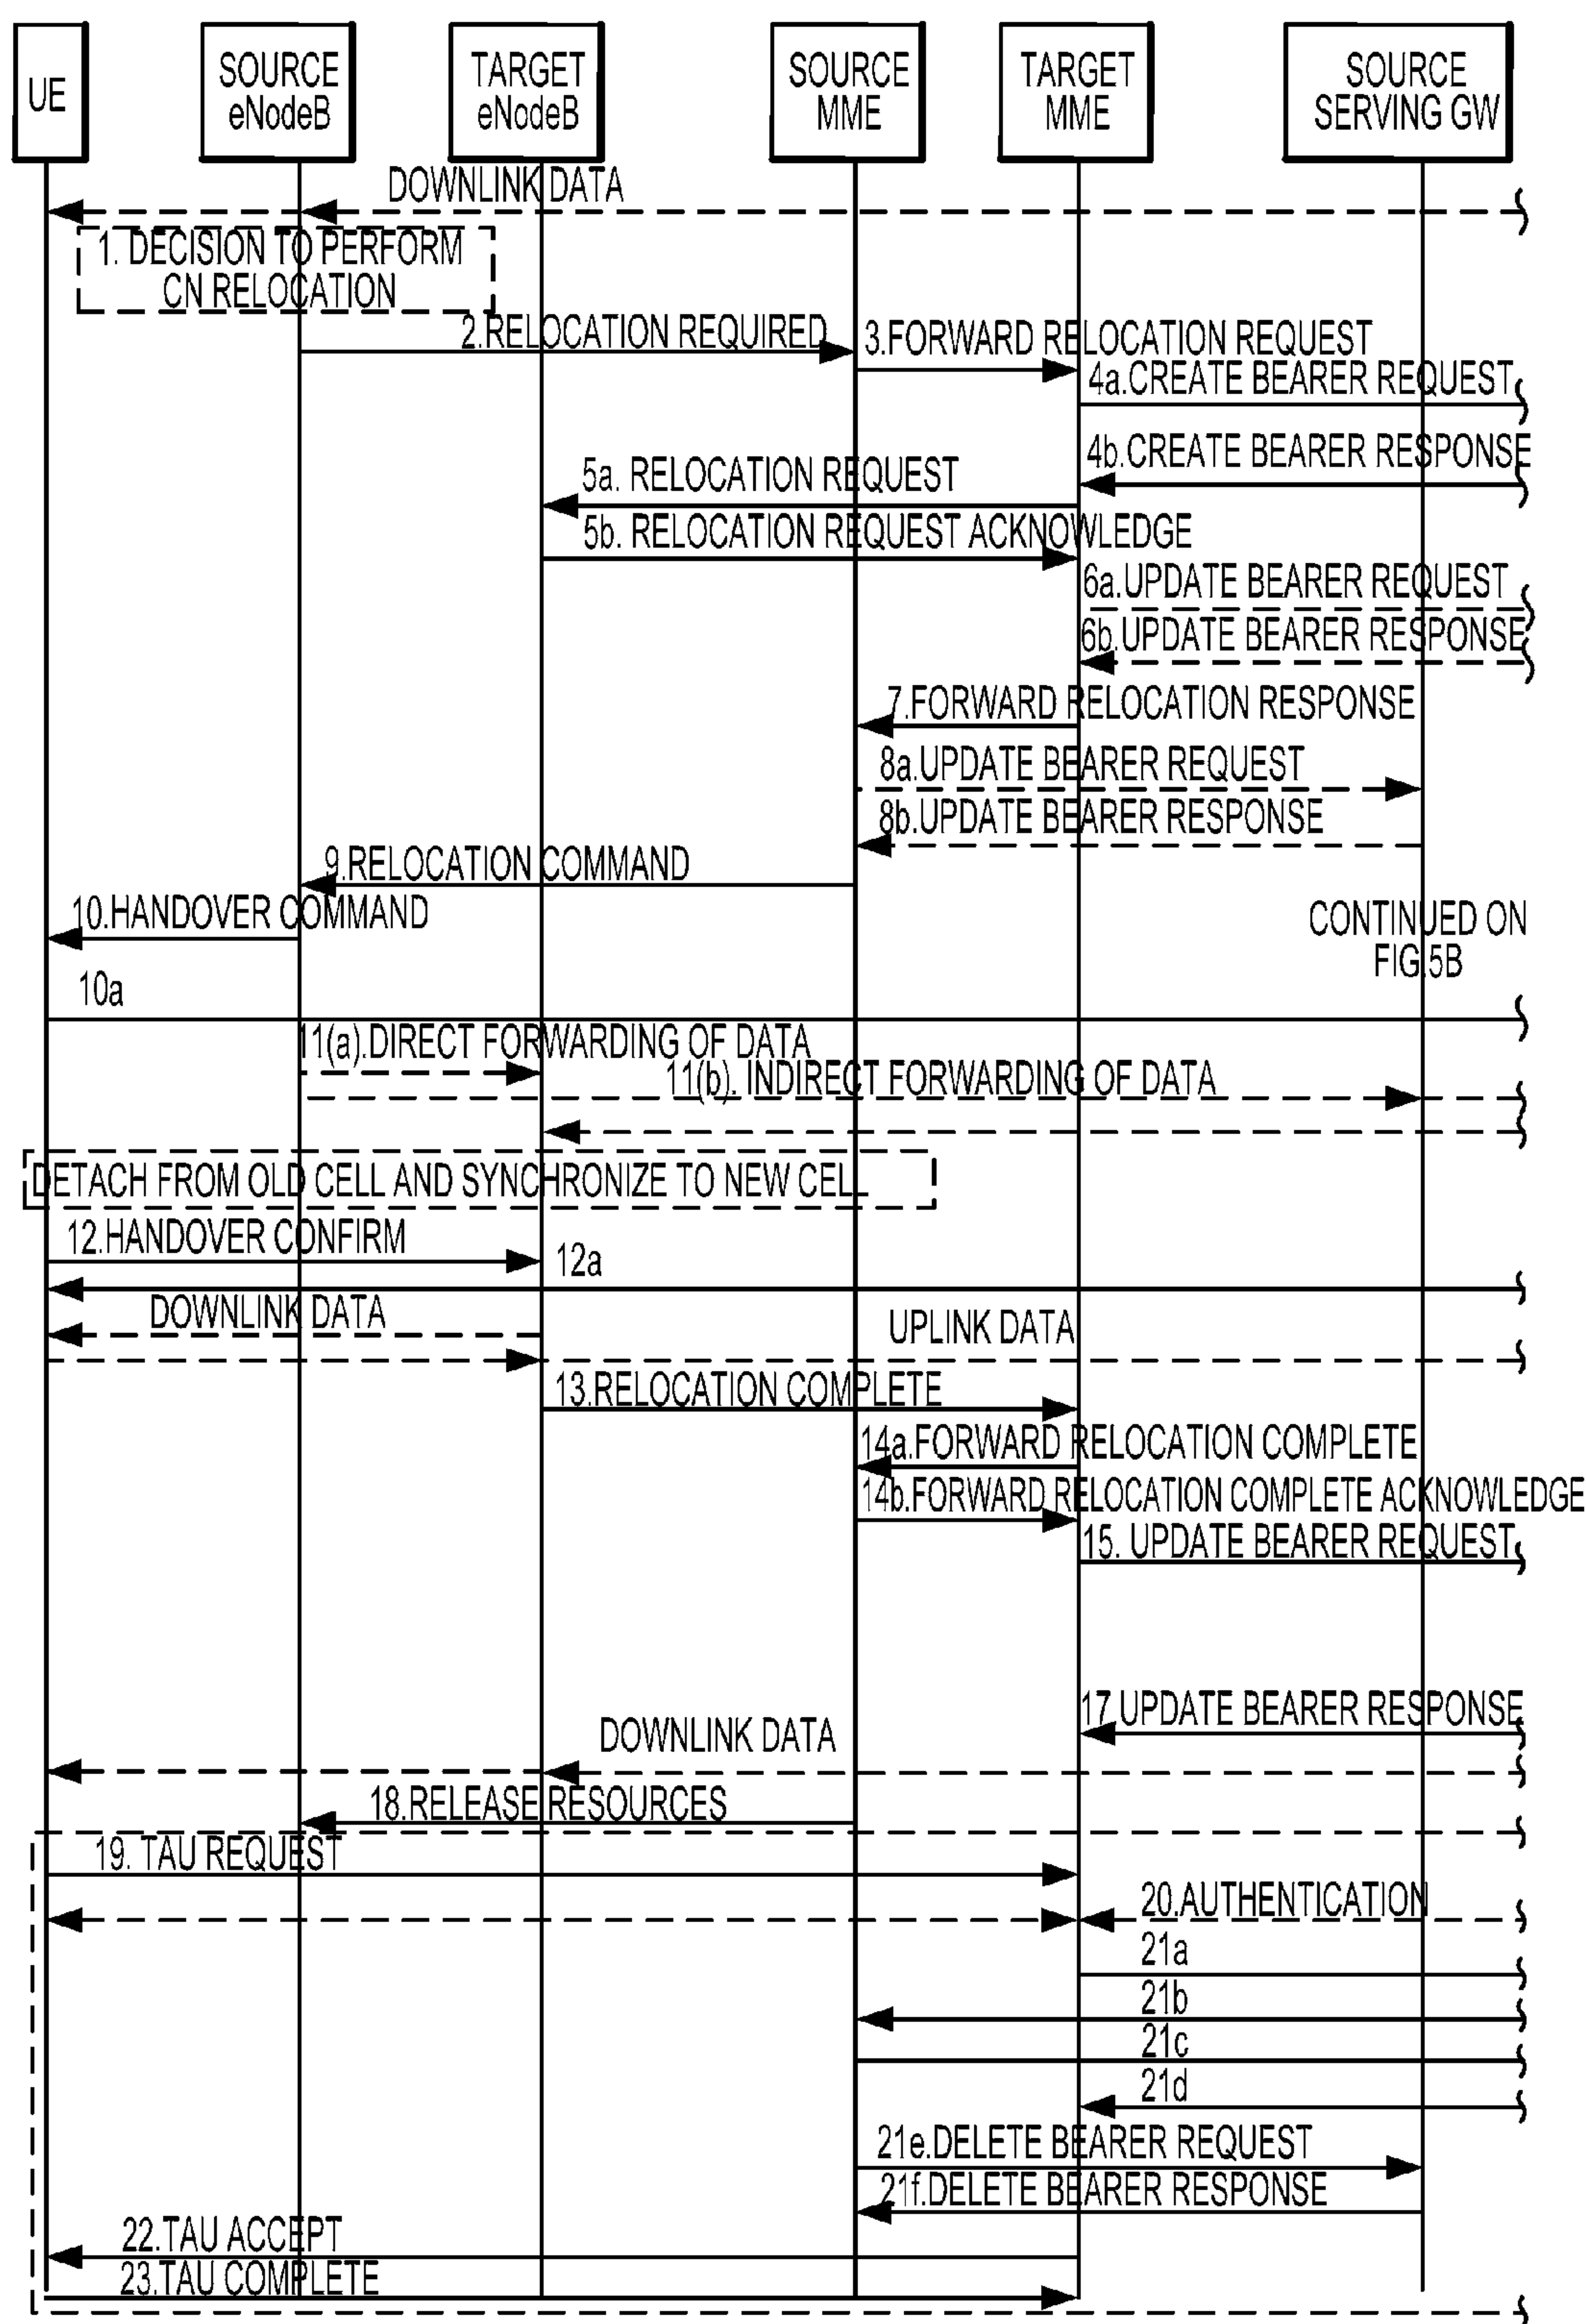 UE
SOURCE
eNodeB
TARGET
eNodeB
SOURCE
MME
TARGET
MME
SOURCE
SERVING GW
DOWNLINK DATA
1. DECISION TO PERFORM
CN RELOCATION
2.RELOCATION REQUIRED
3.FORWARD RELOCATION REQUEST
4a.CREATE BEARER REQUEST
4b.CREATE BEARER RESPONSE
5a. RELOCATION REQUEST
5b. RELOCATION REQUEST ACKNOWLEDGE
6a.UPDATE BEARER REQUEST
6b.UPDATE BEARER RESPONSE
7.FORWARD RELOCATION RESPONSE
8a.UPDATE BEARER REQUEST
8b.UPDATE BEARER RESPONSE
9.RELOCATION COMMAND
10.HANDOVER COMMAND
CONTINUED ON
FIG.5B
10a
11(a).DIRECT FORWARDING OF DATA
11(b). INDIRECT FORWARDING OF DATA
DETACH FROM OLD CELL AND SYNCHRONIZE TO NEW CELL
12.HANDOVER CONFIRM
12a
DOWNLINK DATA
UPLINK DATA
13.RELOCATION COMPLETE
14a.FORWARD RELOCATION COMPLETE
14b.FORWARD RELOCATION COMPLETE ACKNOWLEDGE
15. UPDATE BEARER REQUEST
17.UPDATE BEARER RESPONSE
DOWNLINK DATA
18.RELEASE RESOURCES
19. TAU REQUEST
20.AUTHENTICATION
21a
21b
21c
21d
21e.DELETE BEARER REQUEST
21f.DELETE BEARER RESPONSE
22.TAU ACCEPT
23.TAU COMPLETE